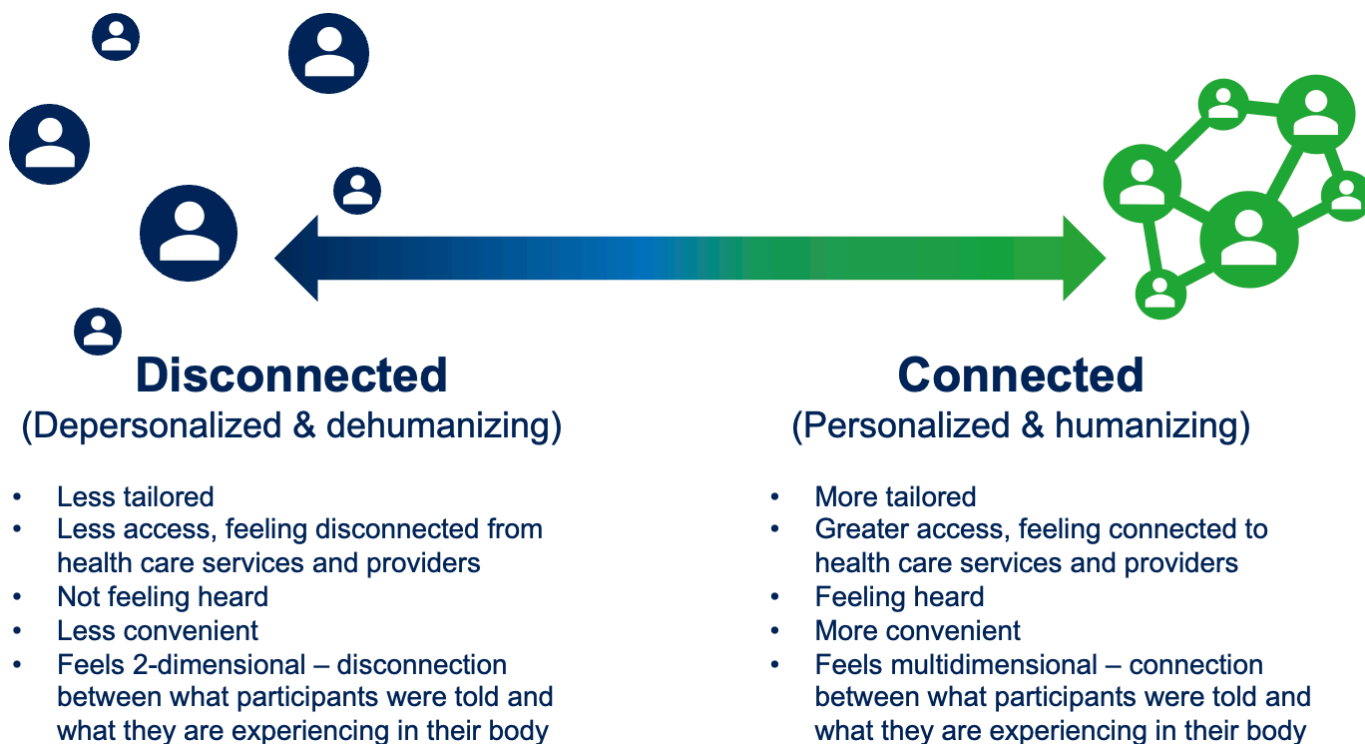 Disconnected
(Depersonalized & dehumanizing)
• Less tailored
• Less access, feeling disconnected from
health care services and providers
• Not feeling heard
• Less convenient
• Feels 2-dimensional – disconnection
between what participants were told and
what they are experiencing in their body
Connected
(Personalized & humanizing)
• More tailored
• Greater access, feeling connected to
health care services and providers
• Feeling heard
• More convenient
• Feels multidimensional – connection
between what participants were told and
what they are experiencing in their body